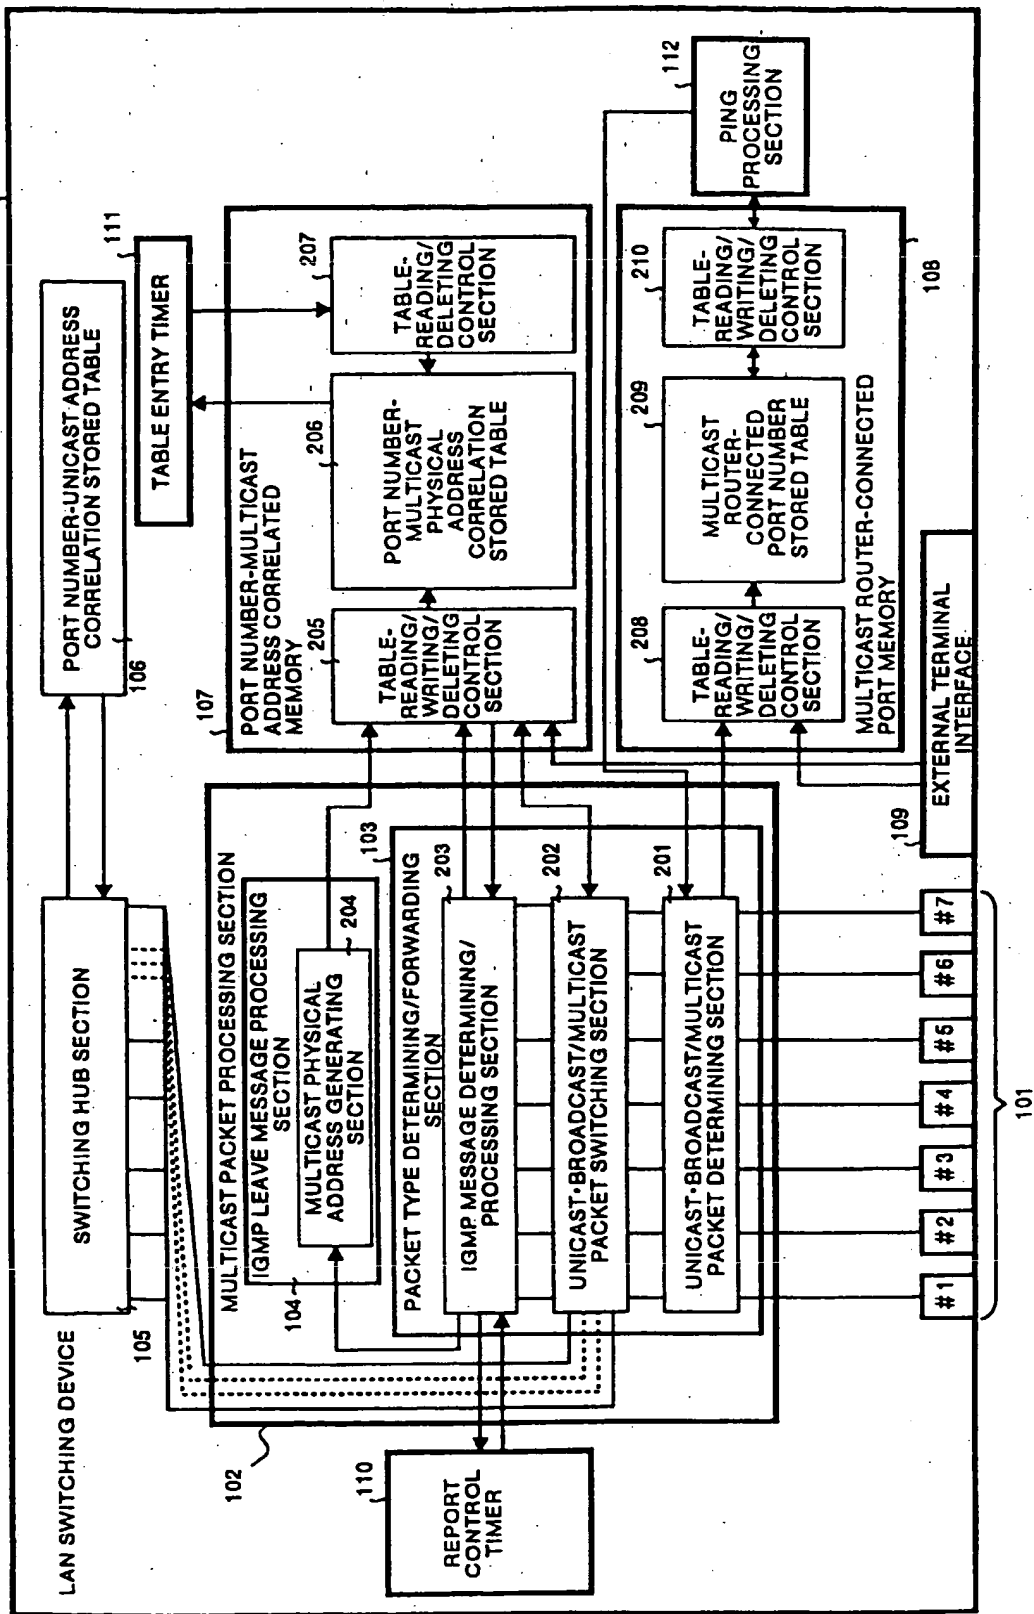 LAN SWITCHING DEVICE
SWITCHING HUB SECTION
105
PORT NUMBER-UNICAST ADDRESS
CORRELATION STORED TABLE
106
TABLE ENTRY TIMER
111
102
MULTICAST PACKET PROCESSING SECTION
IGMP LEAVE MESSAGE PROCESSING
SECTION
104
MULTICAST PHYSICAL
ADDRESS GENERATING
SECTION
204
103
PACKET TYPE DETERMINING/FORWARDING
SECTION
IGMP MESSAGE DETERMINING/
PROCESSING SECTION
203
UNICAST·BROADCAST/MULTICAST
PACKET SWITCHING SECTION
202
UNICAST·BROADCAST/MULTICAST
PACKET DETERMINING SECTION
201
REPORT
CONTROL
TIMER
110
107
PORT NUMBER-MULTICAST
ADDRESS CORRELATED
MEMORY
205
TABLE-
READING/
WRITING/
DELETING
CONTROL
SECTION
206
PORT NUMBER-
MULTICAST
PHYSICAL
ADDRESS
CORRELATION
STORED TABLE
207
TABLE-
READING/
DELETING
CONTROL
SECTION
208
TABLE-
READING/
WRITING/
DELETING
CONTROL
SECTION
209
MULTICAST
ROUTER-
CONNECTED
PORT NUMBER
STORED TABLE
210
TABLE-
READING/
WRITING/
DELETING
CONTROL
SECTION
MULTICAST ROUTER-CONNECTED
PORT MEMORY
108
112
PING
PROCESSING
SECTION
109
EXTERNAL TERMINAL
INTERFACE
#1
#2
#3
#4
#5
#6
#7
101